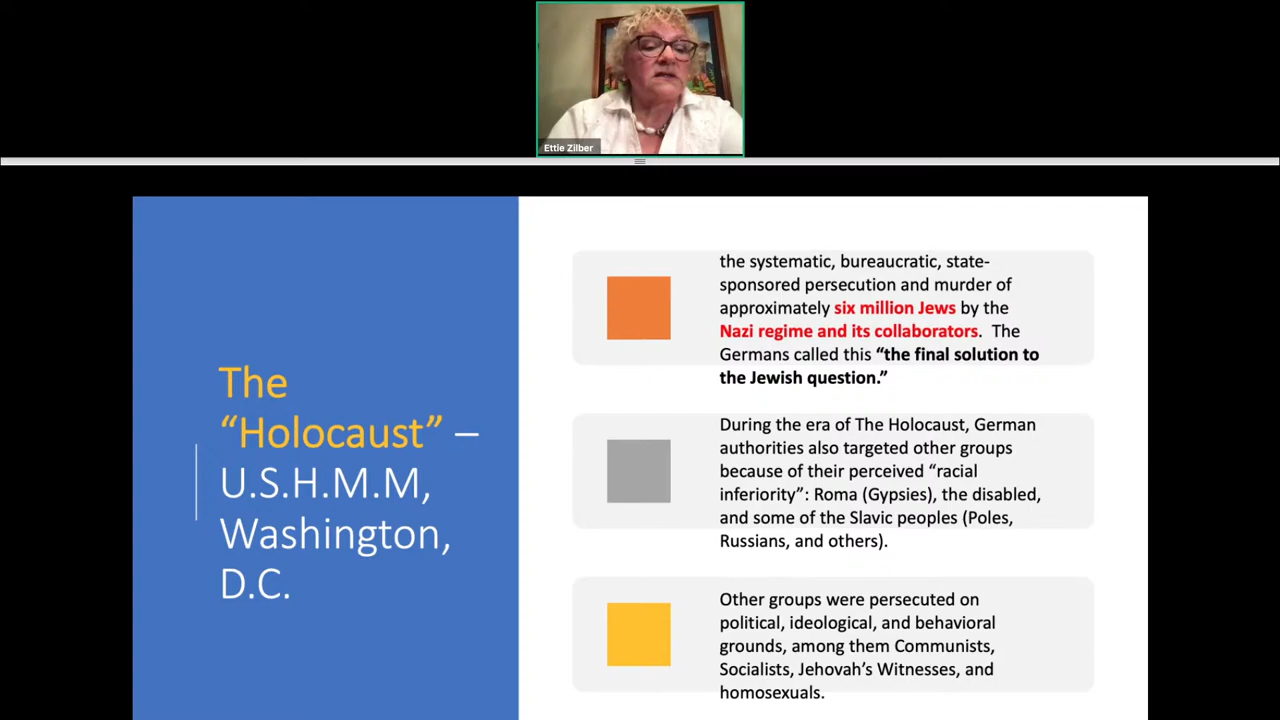 Ettie Zilber
The
“Holocaust” –
U.S.H.M.M,
Washington,
D.C.
the systematic, bureaucratic, state-
sponsored persecution and murder of
approximately six million Jews by the
Nazi regime and its collaborators.  The
Germans called this “the final solution to
the Jewish question.”
During the era of The Holocaust, German
authorities also targeted other groups
because of their perceived “racial
inferiority”: Roma (Gypsies), the disabled,
and some of the Slavic peoples (Poles,
Russians, and others).
Other groups were persecuted on
political, ideological, and behavioral
grounds, among them Communists,
Socialists, Jehovah’s Witnesses, and
homosexuals.